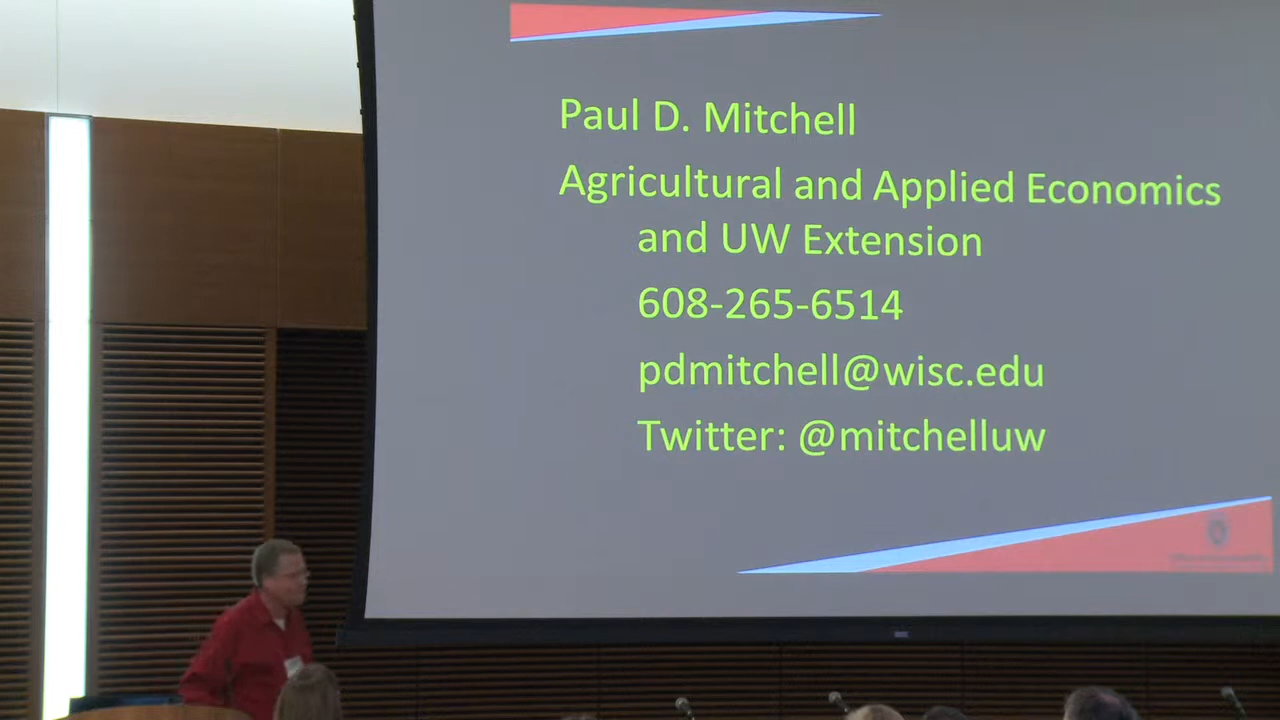 Paul D. Mitchell
Agricultural and Applied Economics
and UW Extension
608-265-6514
pdmitchell@wisc.edu
Twitter: @mitchelluw